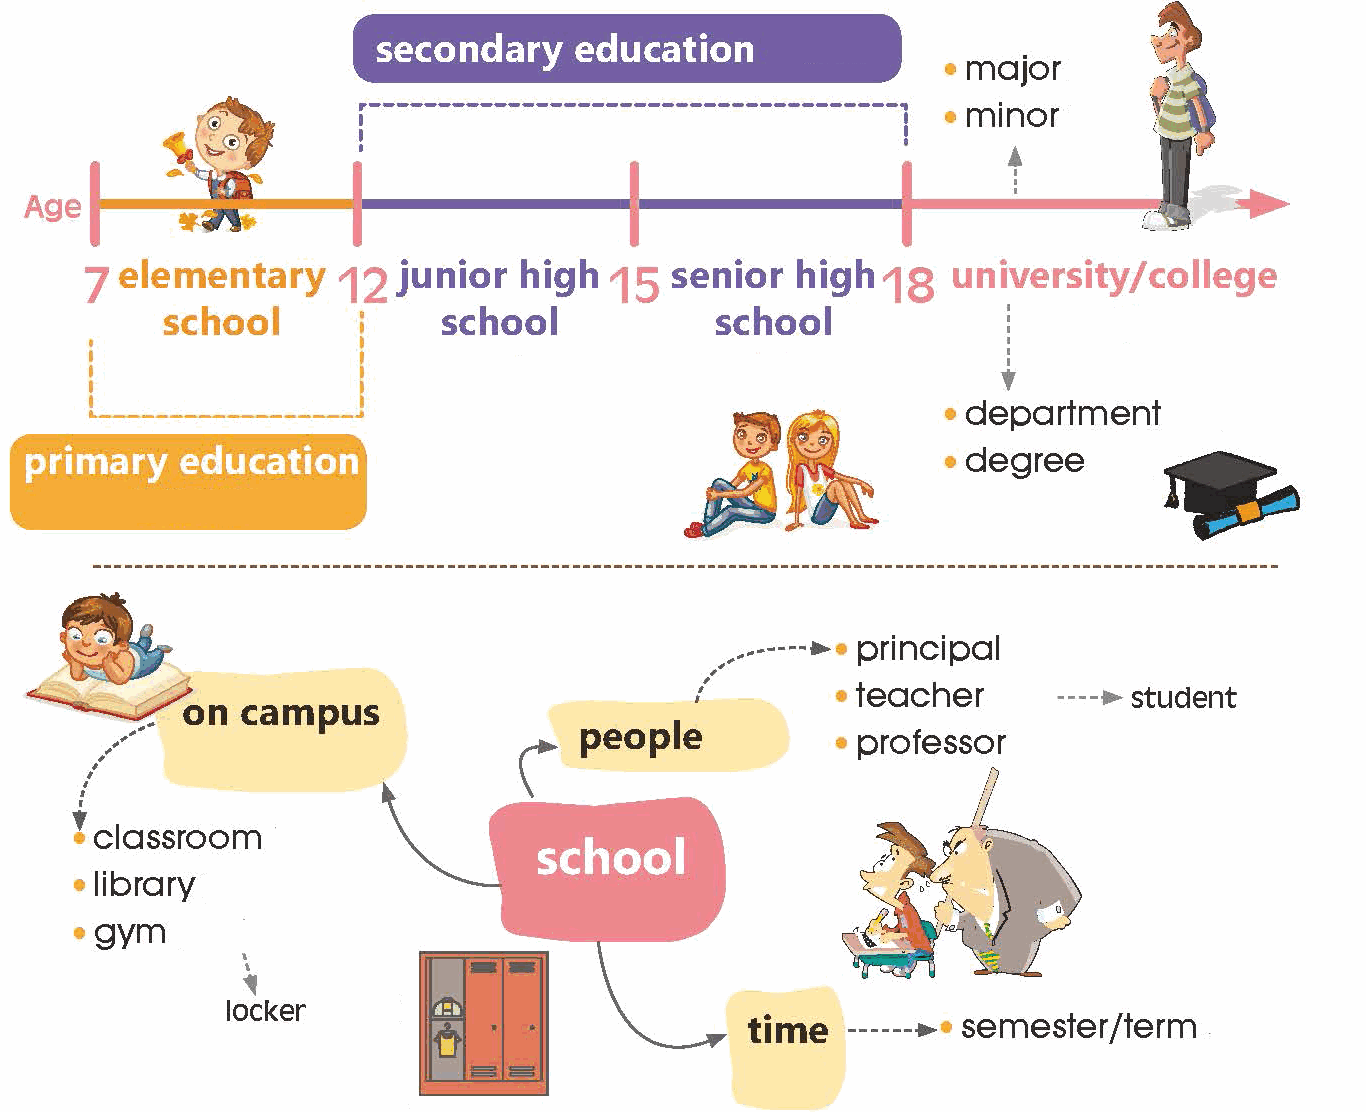 secondary education
• major
• minor
Age
7 elementary school 12 junior high school 15 senior high school 18 university/college
primary education
• department
• degree
on campus
• classroom
• library
• gym
locker
people
• principal
• teacher
student
• professor
school
time
• semester/term